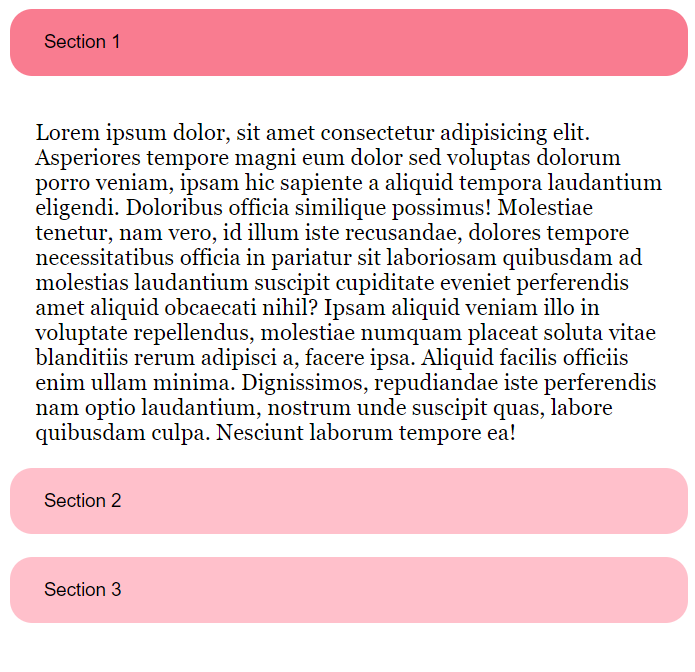 Section 1
Lorem ipsum dolor, sit amet consectetur adipisicing elit.
Asperiores tempore magni eum dolor sed voluptas dolorum
porro veniam, ipsam hic sapiente a aliquid tempora laudantium
eligendi. Doloribus officia similique possimus! Molestiae
tenetur, nam vero, id illum iste recusandae, dolores tempore
necessitatibus officia in pariatur sit laboriosam quibusdam ad
molestias laudantium suscipit cupiditate eveniet perferendis
amet aliquid obcaecati nihil? Ipsam aliquid veniam illo in
voluptate repellendus, molestiae numquam placeat soluta vitae
blanditiis rerum adipisci a, facere ipsa. Aliquid facilis officiis
enim ullam minima. Dignissimos, repudiandae iste perferendis
nam optio laudantium, nostrum unde suscipit quas, labore
quibusdam culpa. Nesciunt laborum tempore ea!
Section 2
Section 3